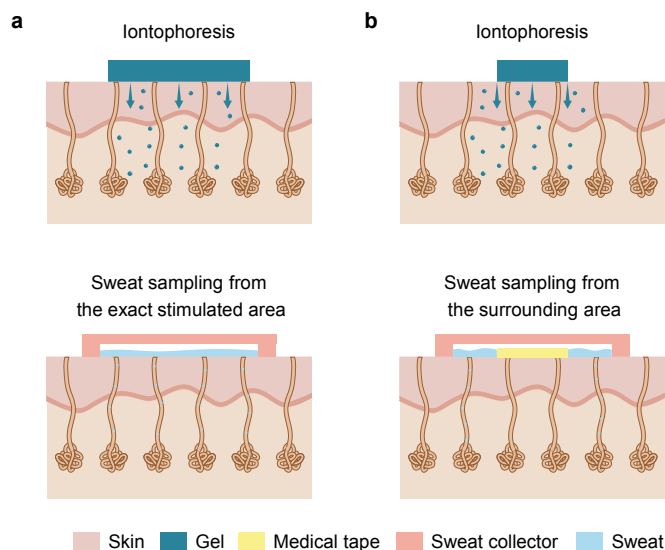 a
Iontophoresis
b
Iontophoresis
Sweat sampling from
the exact stimulated area
Sweat sampling from
the surrounding area
Skin
Gel
Medical tape
Sweat collector
Sweat